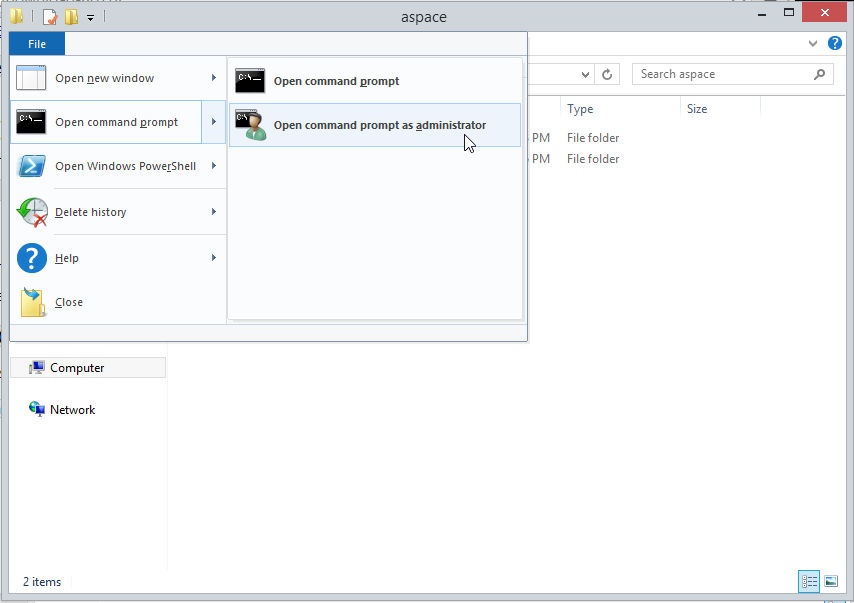 aspace
File
Open new window
Open command prompt
Open Windows PowerShell
Delete history
Help
Close
Open command prompt
Open command prompt as administrator
Search aspace
Type
Size
PM
File folder
PM
File folder
Computer
Network
2 items